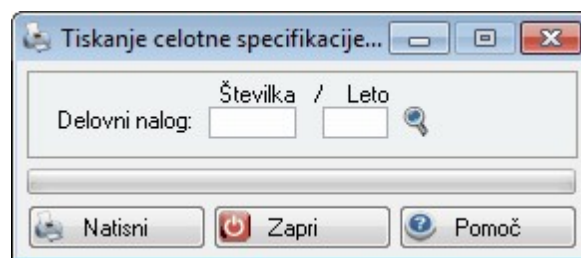 Tiskanje celotne specifikacije...
Številka / Leto
Delovni nalog:
Natisni Zapri Pomoč